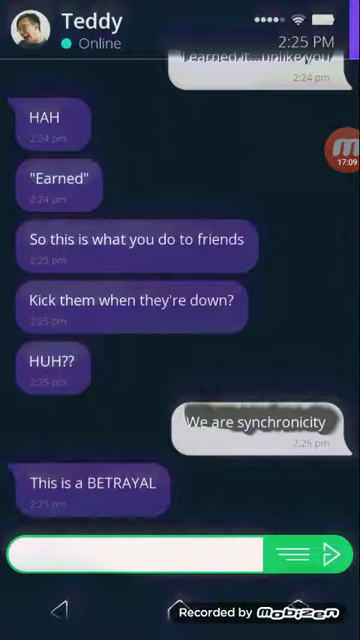 Teddy
Online
2:25 PM
Learned it...unlike you
2:24 pm
HAH
2:24 pm
"Earned"
2:24 pm
17:09
So this is what you do to friends
2:25 pm
Kick them when they're down?
2:25 pm
HUH??
2:25 pm
We are synchronicity
2:25 pm
This is a BETRAYAL
2:25 pm
Recorded by mobizen